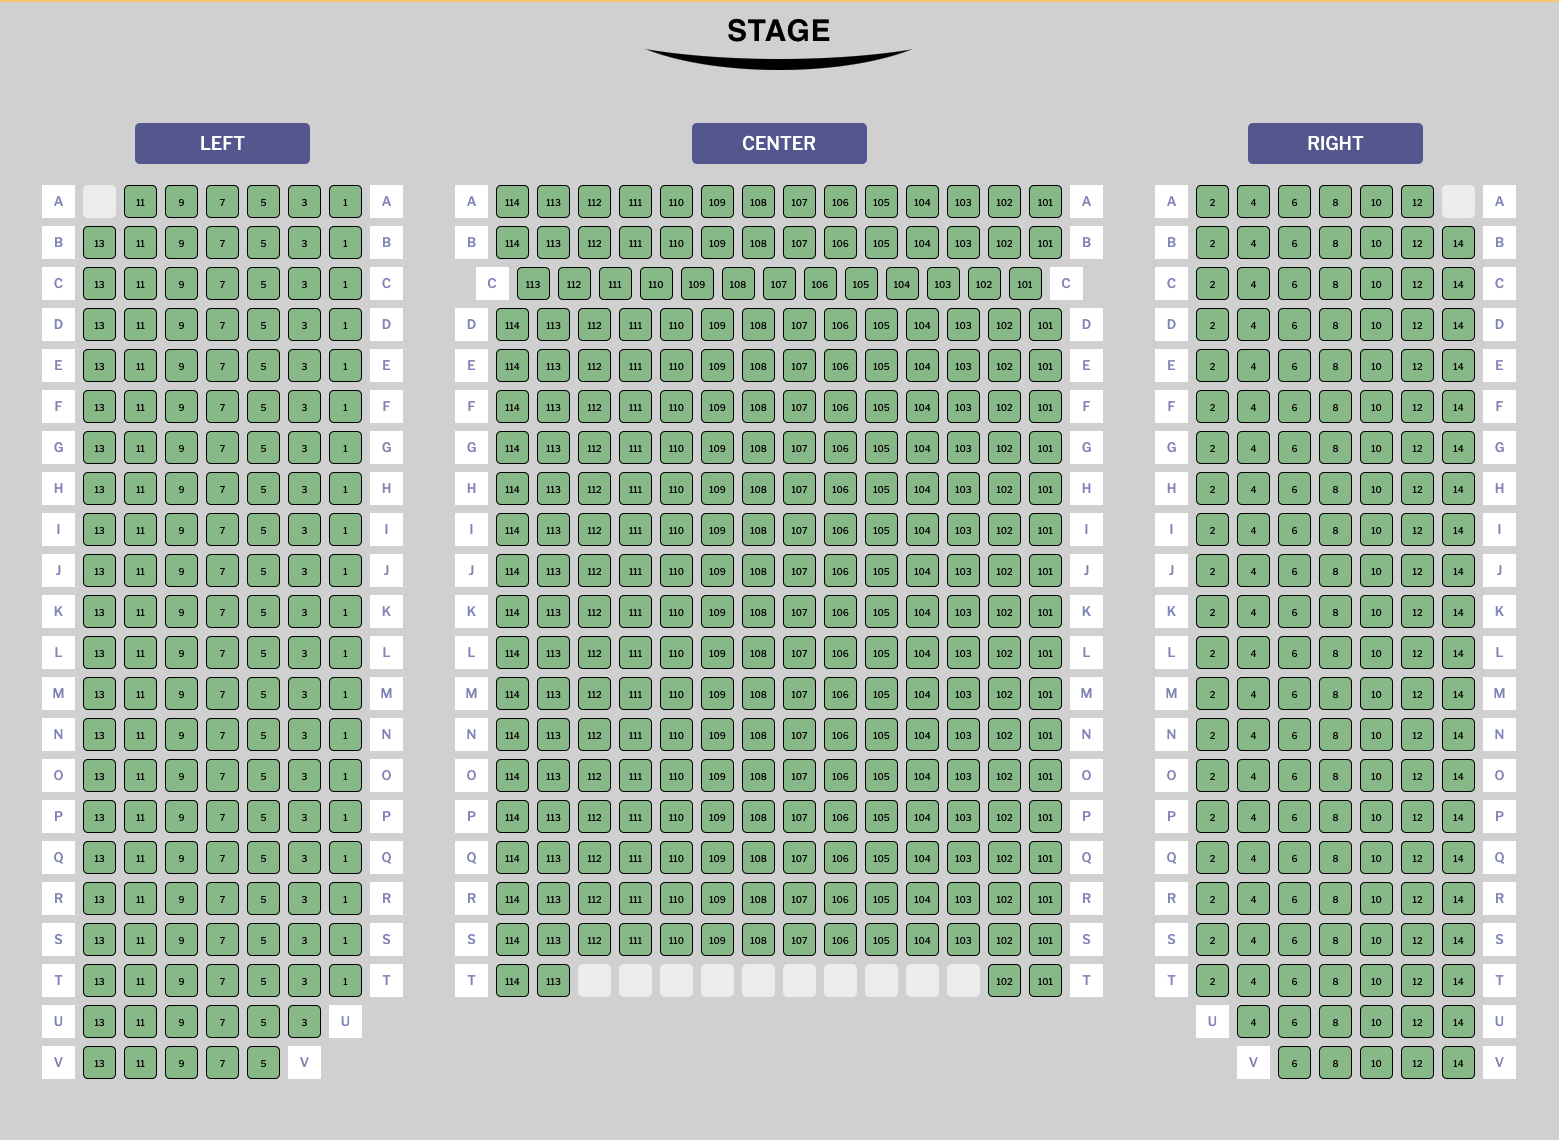 STAGE
LEFT CENTER RIGHT
A 11 9 7 5 3 1 A A 114 113 112 111 110 109 108 107 106 105 104 103 102 101 A A 2 4 6 8 10 12 A
B 13 11 9 7 5 3 1 B B 114 113 112 111 110 109 108 107 106 105 104 103 102 101 B B 2 4 6 8 10 12 14 B
C 13 11 9 7 5 3 1 C C 113 112 111 110 109 108 107 106 105 104 103 102 101 C C 2 4 6 8 10 12 14 C
D 13 11 9 7 5 3 1 D D 114 113 112 111 110 109 108 107 106 105 104 103 102 101 D D 2 4 6 8 10 12 14 D
E 13 11 9 7 5 3 1 E E 114 113 112 111 110 109 108 107 106 105 104 103 102 101 E E 2 4 6 8 10 12 14 E
F 13 11 9 7 5 3 1 F F 114 113 112 111 110 109 108 107 106 105 104 103 102 101 F F 2 4 6 8 10 12 14 F
G 13 11 9 7 5 3 1 G G 114 113 112 111 110 109 108 107 106 105 104 103 102 101 G G 2 4 6 8 10 12 14 G
H 13 11 9 7 5 3 1 H H 114 113 112 111 110 109 108 107 106 105 104 103 102 101 H H 2 4 6 8 10 12 14 H
I 13 11 9 7 5 3 1 I I 114 113 112 111 110 109 108 107 106 105 104 103 102 101 I I 2 4 6 8 10 12 14 I
J 13 11 9 7 5 3 1 J J 114 113 112 111 110 109 108 107 106 105 104 103 102 101 J J 2 4 6 8 10 12 14 J
K 13 11 9 7 5 3 1 K K 114 113 112 111 110 109 108 107 106 105 104 103 102 101 K K 2 4 6 8 10 12 14 K
L 13 11 9 7 5 3 1 L L 114 113 112 111 110 109 108 107 106 105 104 103 102 101 L L 2 4 6 8 10 12 14 L
M 13 11 9 7 5 3 1 M M 114 113 112 111 110 109 108 107 106 105 104 103 102 101 M M 2 4 6 8 10 12 14 M
N 13 11 9 7 5 3 1 N N 114 113 112 111 110 109 108 107 106 105 104 103 102 101 N N 2 4 6 8 10 12 14 N
O 13 11 9 7 5 3 1 O O 114 113 112 111 110 109 108 107 106 105 104 103 102 101 O O 2 4 6 8 10 12 14 O
P 13 11 9 7 5 3 1 P P 114 113 112 111 110 109 108 107 106 105 104 103 102 101 P P 2 4 6 8 10 12 14 P
Q 13 11 9 7 5 3 1 Q Q 114 113 112 111 110 109 108 107 106 105 104 103 102 101 Q Q 2 4 6 8 10 12 14 Q
R 13 11 9 7 5 3 1 R R 114 113 112 111 110 109 108 107 106 105 104 103 102 101 R R 2 4 6 8 10 12 14 R
S 13 11 9 7 5 3 1 S S 114 113 112 111 110 109 108 107 106 105 104 103 102 101 S S 2 4 6 8 10 12 14 S
T 13 11 9 7 5 3 1 T T 114 113 102 101 T T 2 4 6 8 10 12 14 T
U 13 11 9 7 5 3 U U 4 6 8 10 12 14 U
V 13 11 9 7 5 V V 6 8 10 12 14 V